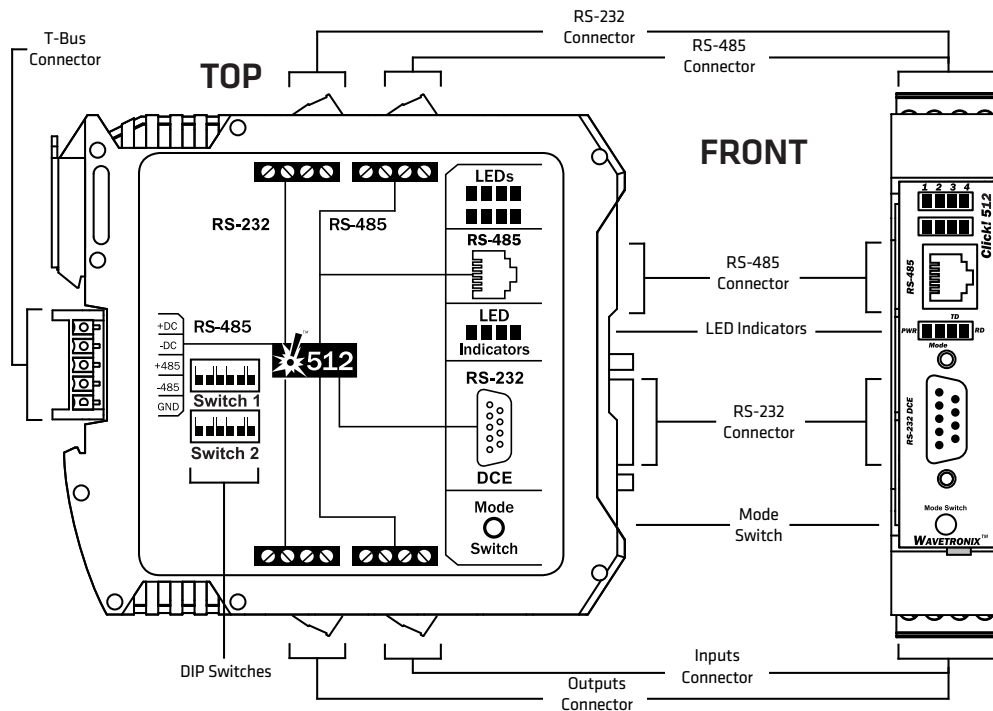 RS-232
Connector
T-Bus
Connector
RS-485
Connector
TOP
FRONT
LEDs
1 2 3 4
Click! 512
RS-232
RS-485
RS-485
RS-485
Connector
RS-485
TD
LED Indicators
PWR
RD
LED
Indicators
Mode
+DC
RS-485
-DC
™
512
+485
-485
GND
Switch 1
Switch 2
RS-232
DCE
RS-232
Connector
RS-232 DCE
Mode
Switch
Mode
Switch
Mode Switch
WAVETRONIX™
DIP Switches
Inputs
Connector
Outputs
Connector